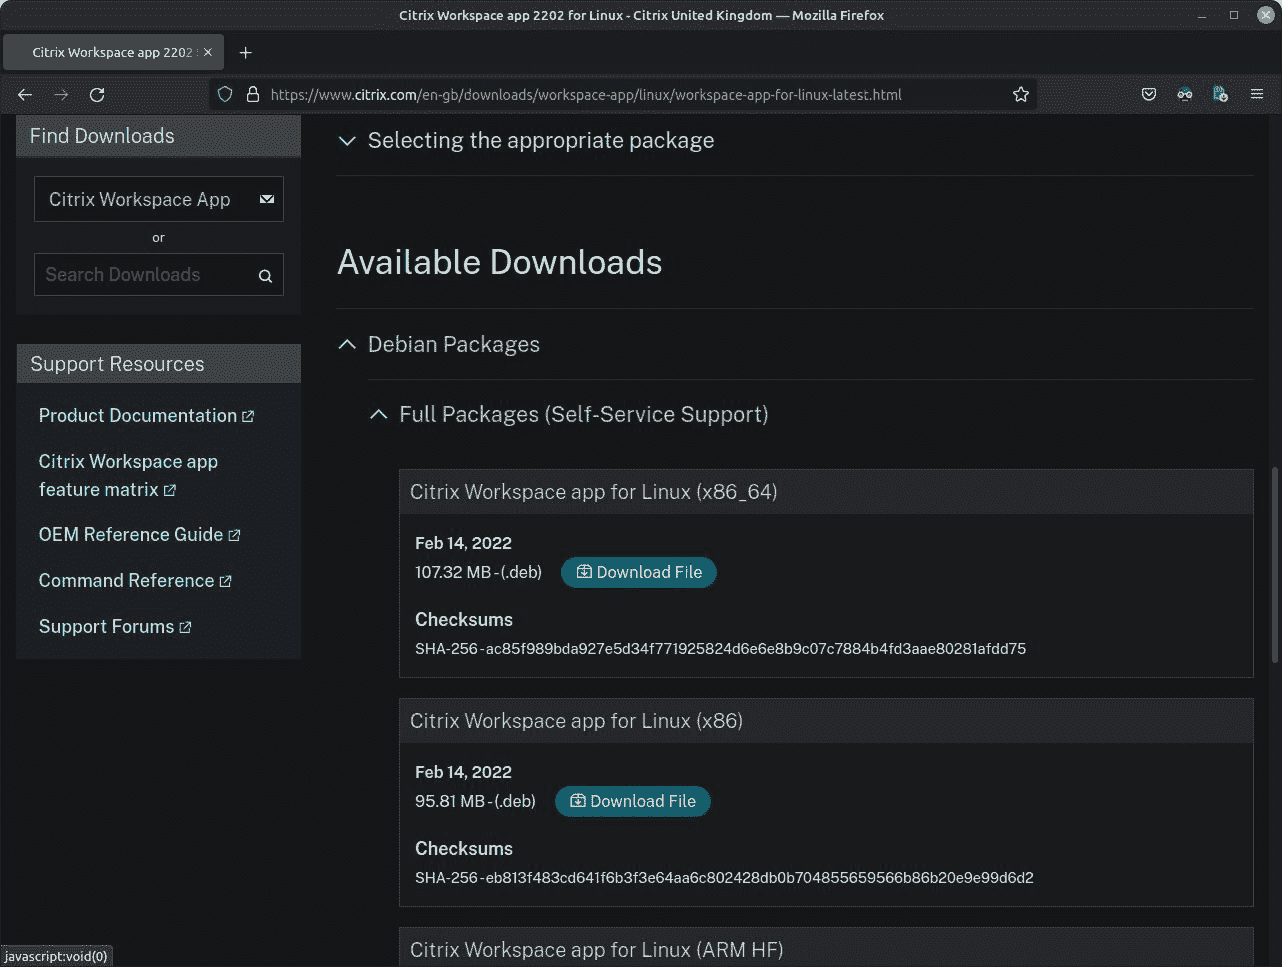 Citrix Workspace app 2202 for Linux - Citrix United Kingdom — Mozilla Firefox
Citrix Workspace app 2202
https://www.citrix.com/en-gb/downloads/workspace-app/linux/workspace-app-for-linux-latest.html
Find Downloads
Citrix Workspace App
or
Search Downloads
Support Resources
Product Documentation
Citrix Workspace app
feature matrix
OEM Reference Guide
Command Reference
Support Forums
Selecting the appropriate package
Available Downloads
Debian Packages
Full Packages (Self-Service Support)
Citrix Workspace app for Linux (x86_64)
Feb 14, 2022
107.32 MB - (.deb) Download File
Checksums
SHA-256 - ac85f989bda927e5d34f771925824d6e6e8b9c07c7884b4fd3aae80281afdd75
Citrix Workspace app for Linux (x86)
Feb 14, 2022
95.81 MB - (.deb) Download File
Checksums
SHA-256 - eb813f483cd641f6b3f3e64aa6c802428db0b704855659566b86b20e9e99d6d2
Citrix Workspace app for Linux (ARM HF)
javascript:void(0)